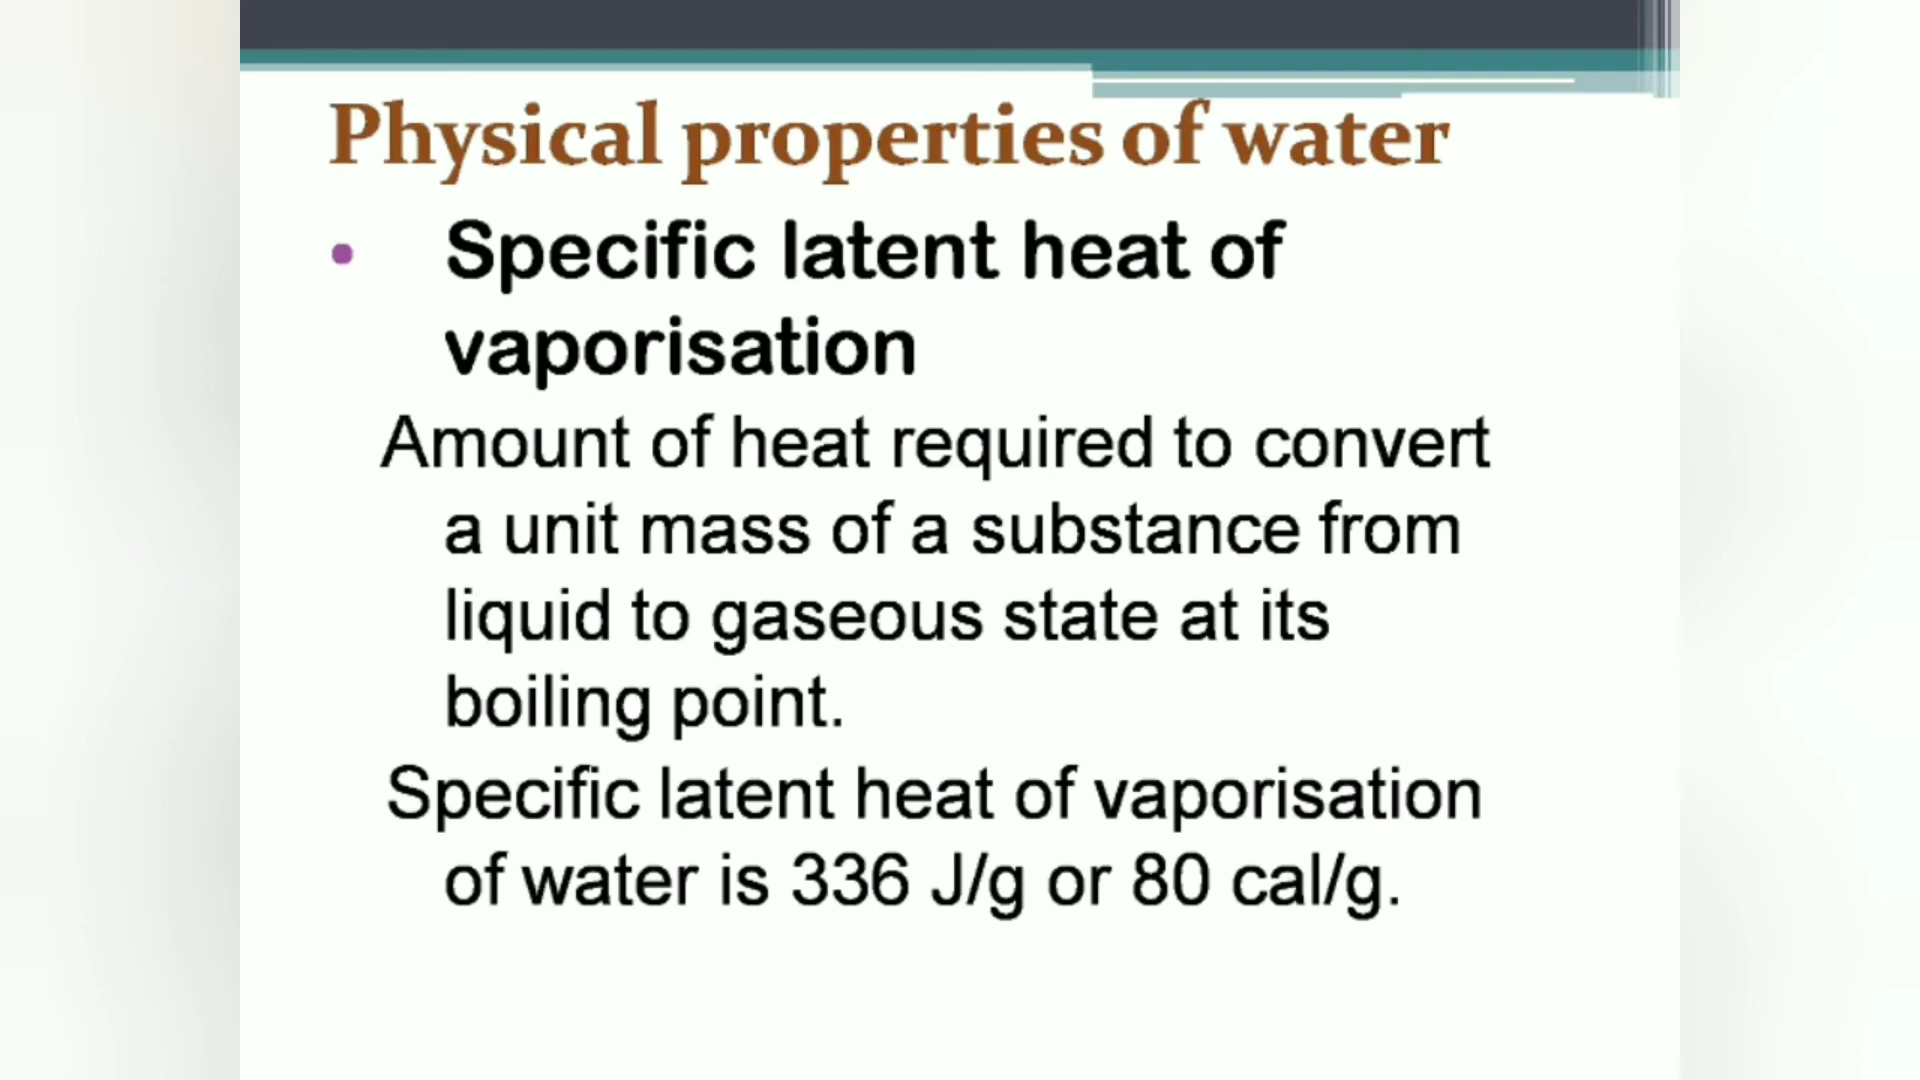 Physical properties of water
• Specific latent heat of
vaporisation
Amount of heat required to convert
a unit mass of a substance from
liquid to gaseous state at its
boiling point.
Specific latent heat of vaporisation
of water is 336 J/g or 80 cal/g.